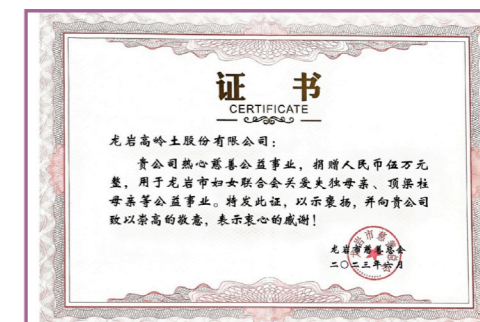 证 书
CERTIFICATE
龙岩高岭土股份有限公司：
贵公司热心慈善公益事业，捐赠人民币伍万元
整，用于龙岩市妇女联合会关爱失独母亲、顶梁柱
母亲等公益事业。特发此证，以示褒扬，并向贵公司
致以崇高的敬意，表示衷心的感谢！
龙岩市慈善总会
二〇二三年六月